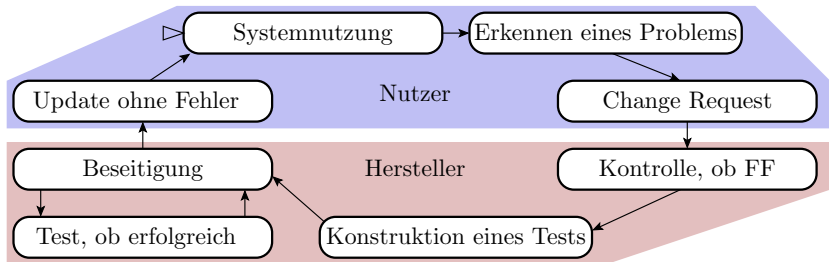 Systemnutzung
Erkennen eines Problems
Update ohne Fehler
Nutzer
Change Request
Beseitigung
Hersteller
Kontrolle, ob FF
Test, ob erfolgreich
Konstruktion eines Tests